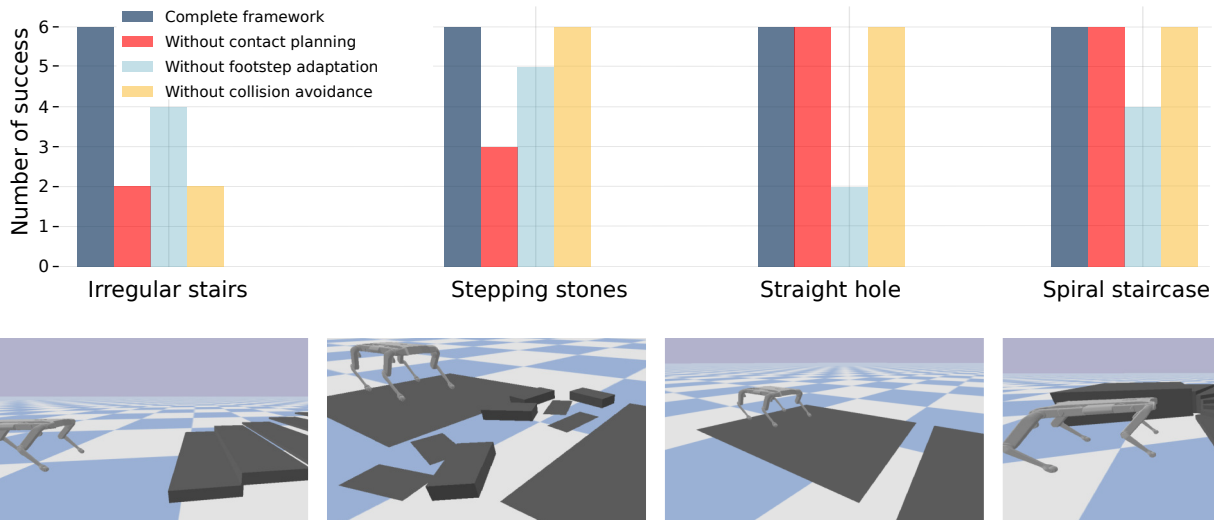 Number of success
6
5
4
3
2
1
0
Complete framework
Without contact planning
Without footstep adaptation
Without collision avoidance
Irregular stairs
Stepping stones
Straight hole
Spiral staircase